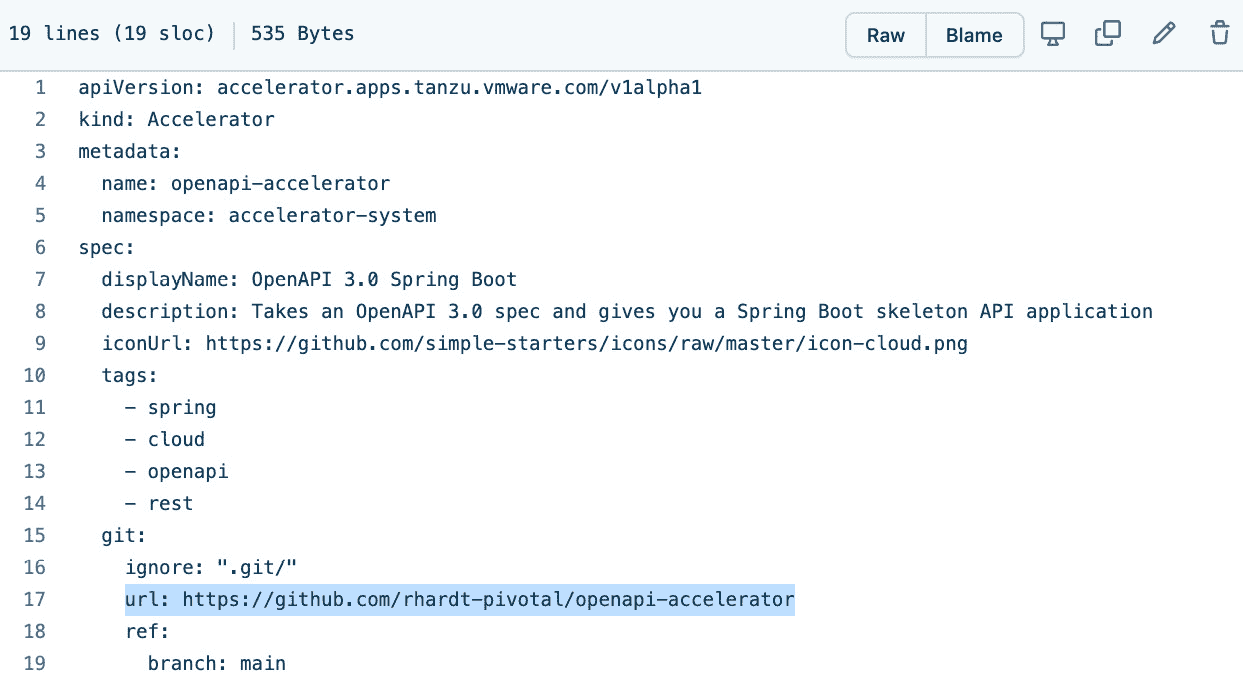 19 lines (19 sloc) 535 Bytes Raw Blame
1 apiVersion: accelerator.apps.tanzu.vmware.com/v1alpha1
2 kind: Accelerator
3 metadata:
4   name: openapi-accelerator
5   namespace: accelerator-system
6 spec:
7   displayName: OpenAPI 3.0 Spring Boot
8   description: Takes an OpenAPI 3.0 spec and gives you a Spring Boot skeleton API application
9   iconUrl: https://github.com/simple-starters/icons/raw/master/icon-cloud.png
10   tags:
11     - spring
12     - cloud
13     - openapi
14     - rest
15   git:
16     ignore: ".git/"
17     url: https://github.com/rhardt-pivotal/openapi-accelerator
18     ref:
19       branch: main